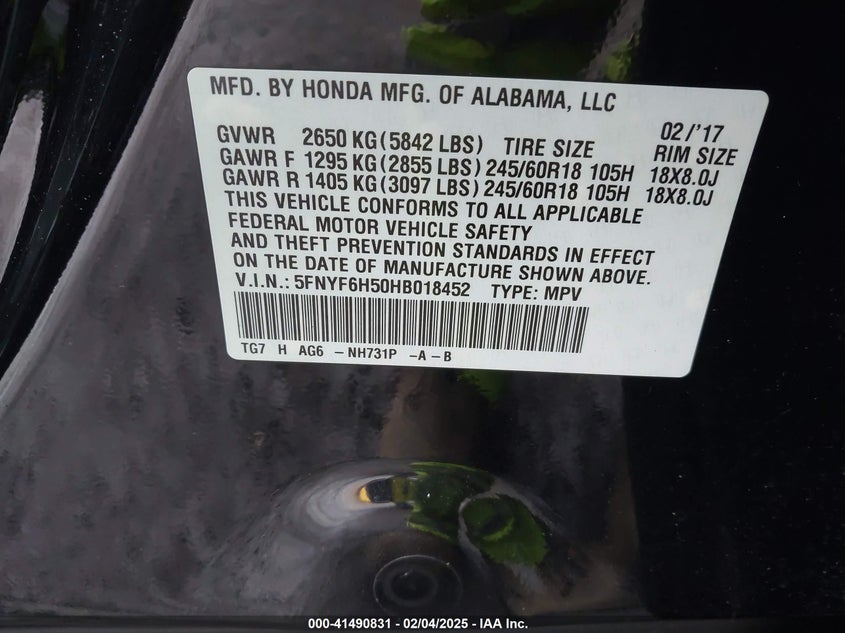 MFD. BY HONDA MFG. OF ALABAMA, LLC
02/'17
GVWR 2650 KG(5842 LBS) TIRE SIZE RIM SIZE
GAWR F 1295 KG(2855 LBS) 245/60R18 105H 18X8.0J
GAWR R 1405 KG(3097 LBS) 245/60R18 105H 18X8.0J
THIS VEHICLE CONFORMS TO ALL APPLICABLE
FEDERAL MOTOR VEHICLE SAFETY
AND THEFT PREVENTION STANDARDS IN EFFECT
ON THE DATE OF MANUFACTURE SHOWN ABOVE.
V.I.N.: 5FNYF6H50HB018452 TYPE: MPV
TG7 H AG6 -NH731P -A-B
000-41490831 - 02/04/2025 - IAA Inc.